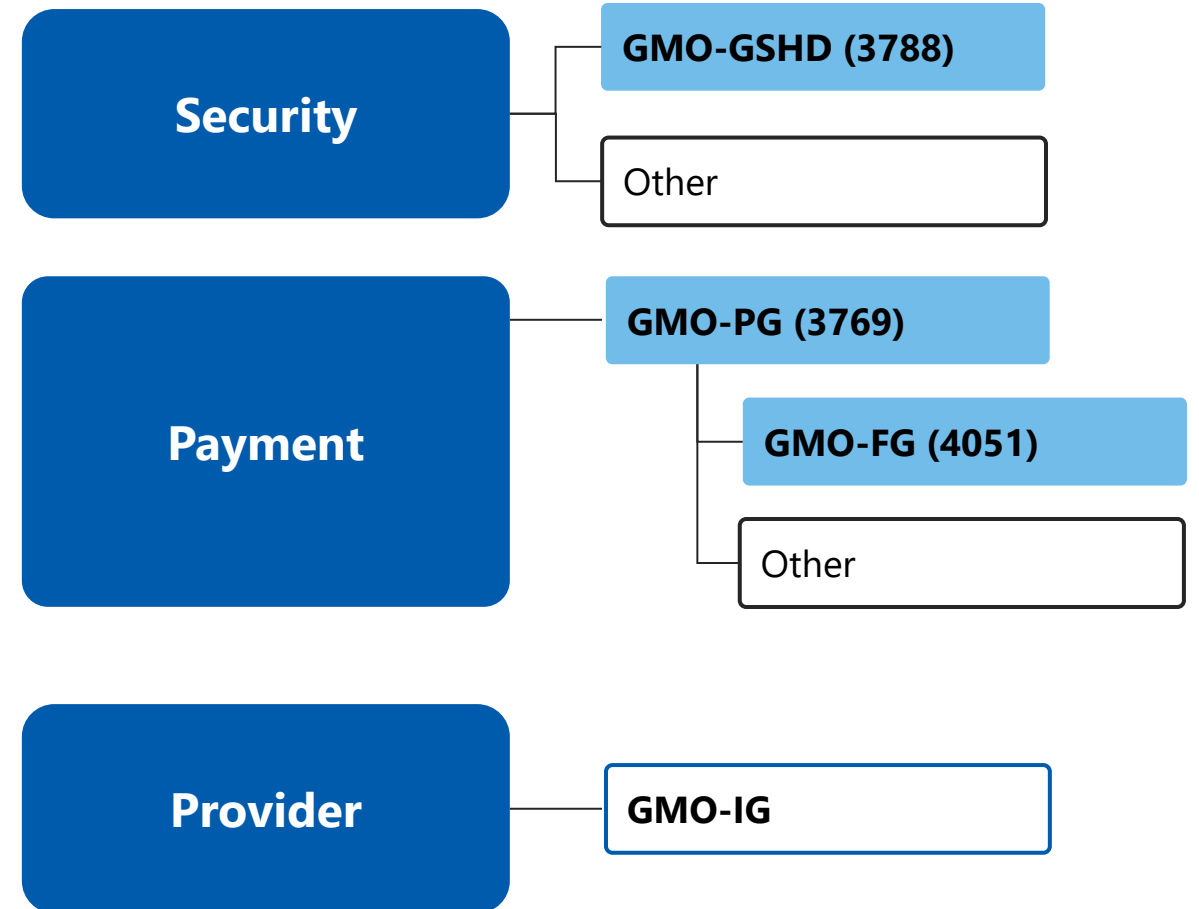 Security
GMO-GSHD (3788)
Other
Payment
GMO-PG (3769)
GMO-FG (4051)
Other
Provider
GMO-IG